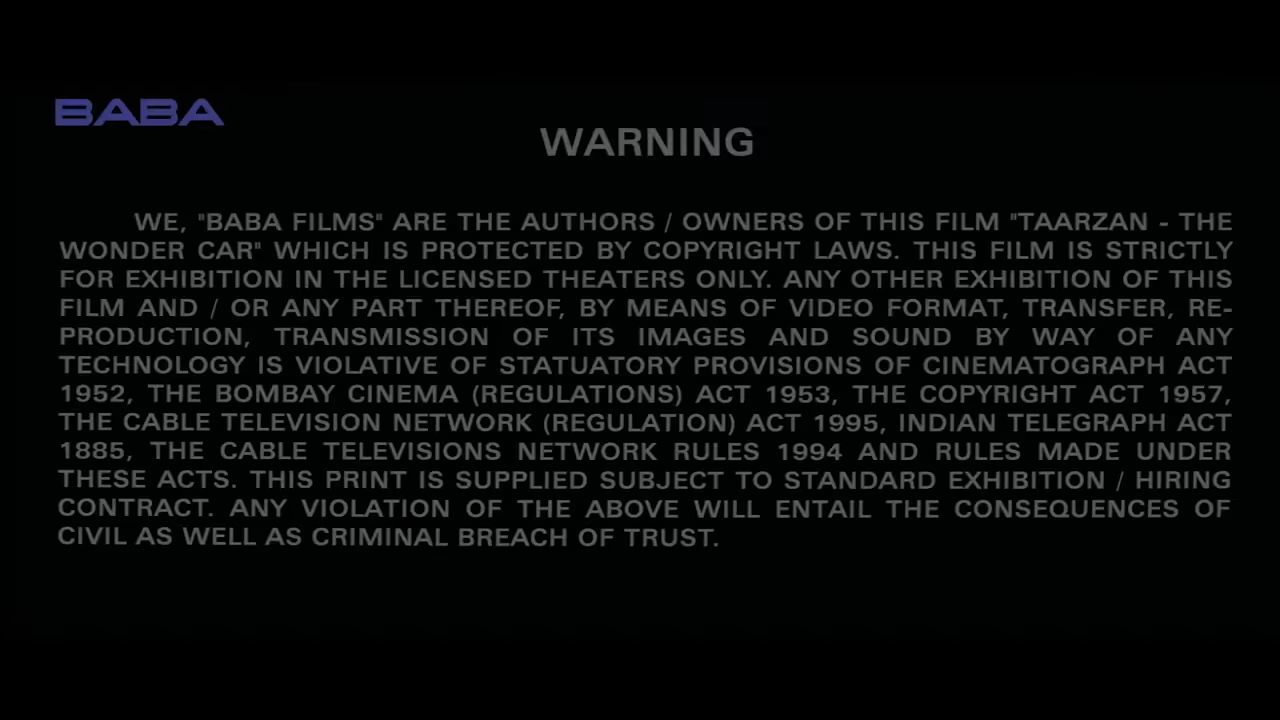 BABA
WARNING
WE, "BABA FILMS" ARE THE AUTHORS / OWNERS OF THIS FILM "TAARZAN - THE
WONDER CAR" WHICH IS PROTECTED BY COPYRIGHT LAWS. THIS FILM IS STRICTLY
FOR EXHIBITION IN THE LICENSED THEATERS ONLY. ANY OTHER EXHIBITION OF THIS
FILM AND / OR ANY PART THEREOF, BY MEANS OF VIDEO FORMAT, TRANSFER, RE-
PRODUCTION, TRANSMISSION OF ITS IMAGES AND SOUND BY WAY OF ANY
TECHNOLOGY IS VIOLATIVE OF STATUATORY PROVISIONS OF CINEMATOGRAPH ACT
1952, THE BOMBAY CINEMA (REGULATIONS) ACT 1953, THE COPYRIGHT ACT 1957,
THE CABLE TELEVISION NETWORK (REGULATION) ACT 1995, INDIAN TELEGRAPH ACT
1885, THE CABLE TELEVISIONS NETWORK RULES 1994 AND RULES MADE UNDER
THESE ACTS. THIS PRINT IS SUPPLIED SUBJECT TO STANDARD EXHIBITION / HIRING
CONTRACT. ANY VIOLATION OF THE ABOVE WILL ENTAIL THE CONSEQUENCES OF
CIVIL AS WELL AS CRIMINAL BREACH OF TRUST.